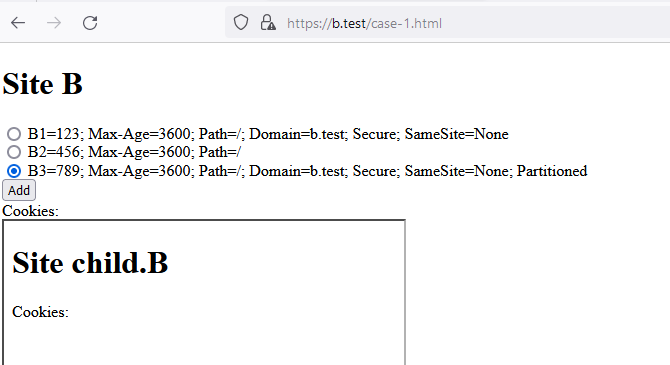 https://b.test/case-1.html
Site B
B1=123; Max-Age=3600; Path=/; Domain=b.test; Secure; SameSite=None
B2=456; Max-Age=3600; Path=/
B3=789; Max-Age=3600; Path=/; Domain=b.test; Secure; SameSite=None; Partitioned
Add
Cookies:
Site child.B
Cookies: